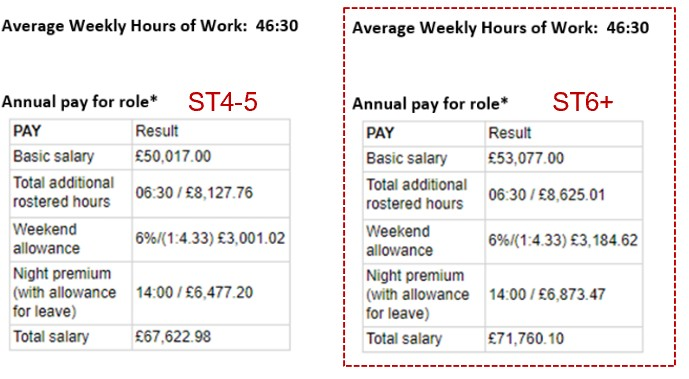 Average Weekly Hours of Work: 46:30
Annual pay for role* ST4-5
PAY Result
Basic salary £50,017.00
Total additional
rostered hours 06:30 / £8,127.76
Weekend
allowance 6%/(1:4.33) £3,001.02
Night premium
(with allowance
for leave) 14:00 / £6,477.20
Total salary £67,622.98
Average Weekly Hours of Work: 46:30
Annual pay for role* ST6+
PAY Result
Basic salary £53,077.00
Total additional
rostered hours 06:30 / £8,625.01
Weekend
allowance 6%/(1:4.33) £3,184.62
Night premium
(with allowance
for leave) 14:00 / £6,873.47
Total salary £71,760.10